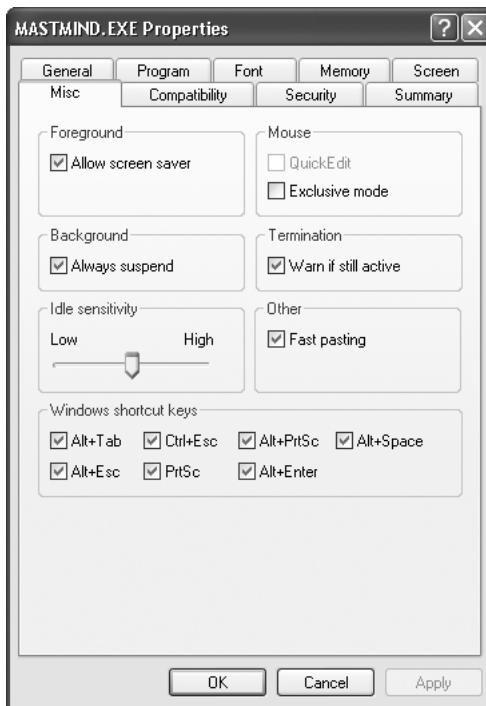 MASTMIND.EXE Properties
General Program Font Memory Screen
Misc Compatibility Security Summary
Foreground Mouse
Allow screen saver QuickEdit
Exclusive mode
Background Termination
Always suspend Warn if still active
Idle sensitivity Other
Low High Fast pasting
Windows shortcut keys
Alt+Tab Ctrl+Esc Alt+PrtSc Alt+Space
Alt+Esc PrtSc Alt+Enter
OK Cancel Apply